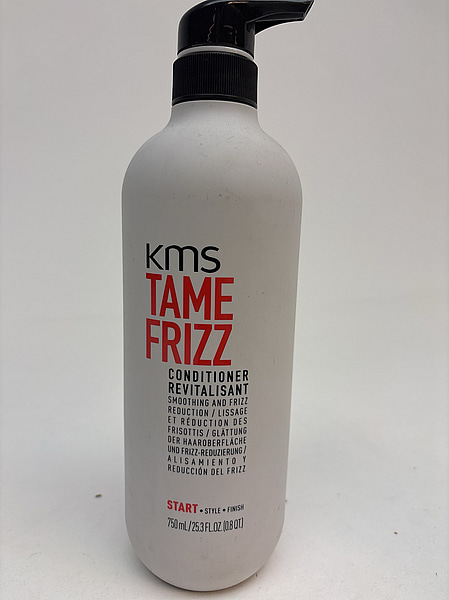 KMS
TAME
FRIZZ
CONDITIONER
REVITALISANT
SMOOTHING AND FRIZZ
REDUCTION / LISSAGE
ET RÉDUCTION DES
FRISOTTIS / GLÄTTUNG
DER HAAROBERFLÄCHE
UND FRIZZ-REDUZIERUNG /
ALISAMIENTO Y
REDUCCIÓN DEL FRIZZ
START • STYLE • FINISH
750 mL / 25.3 FL.OZ. (0.8 QT.)